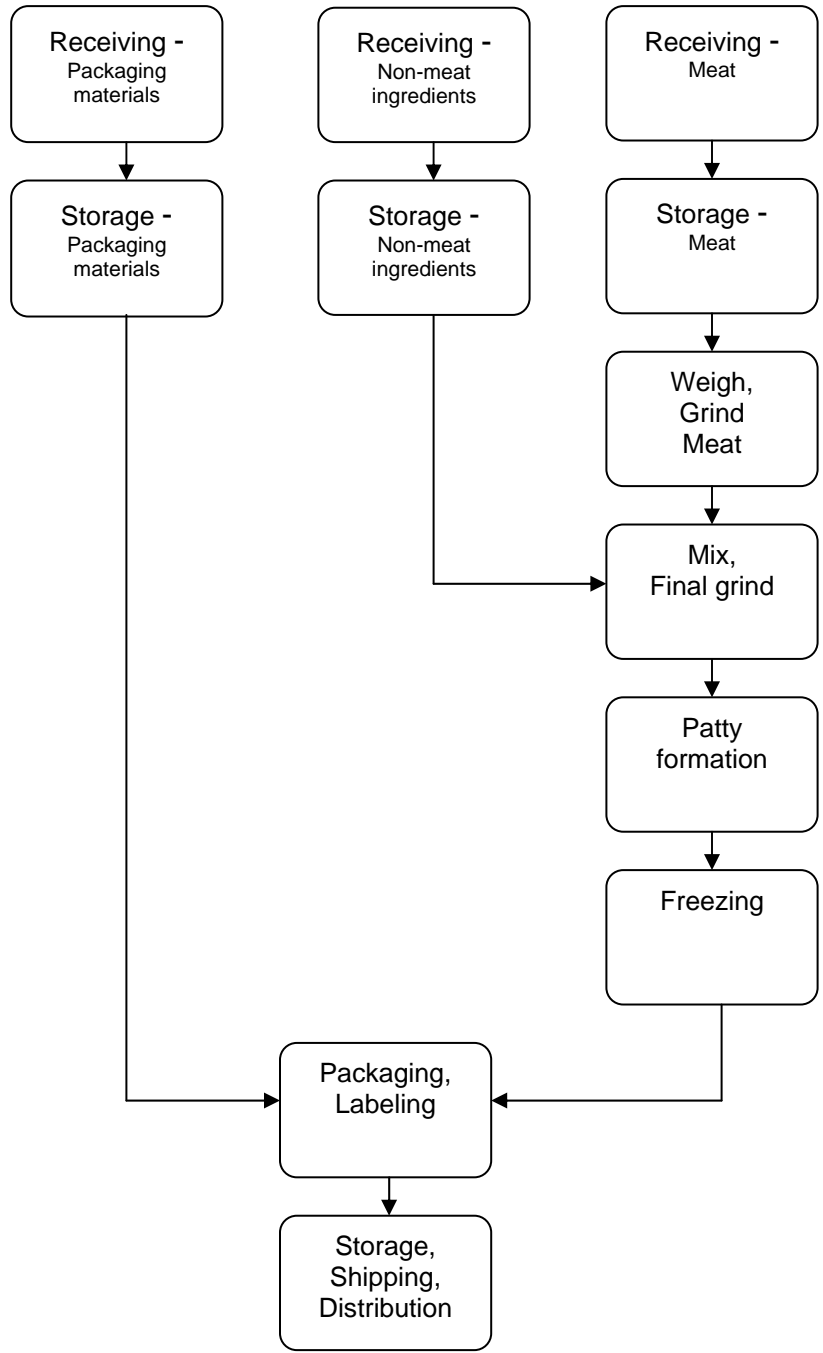 Receiving -
Packaging
materials
Receiving -
Non-meat
ingredients
Receiving -
Meat
Storage -
Packaging
materials
Storage -
Non-meat
ingredients
Storage -
Meat
Weigh,
Grind
Meat
Mix,
Final grind
Patty
formation
Freezing
Packaging,
Labeling
Storage,
Shipping,
Distribution